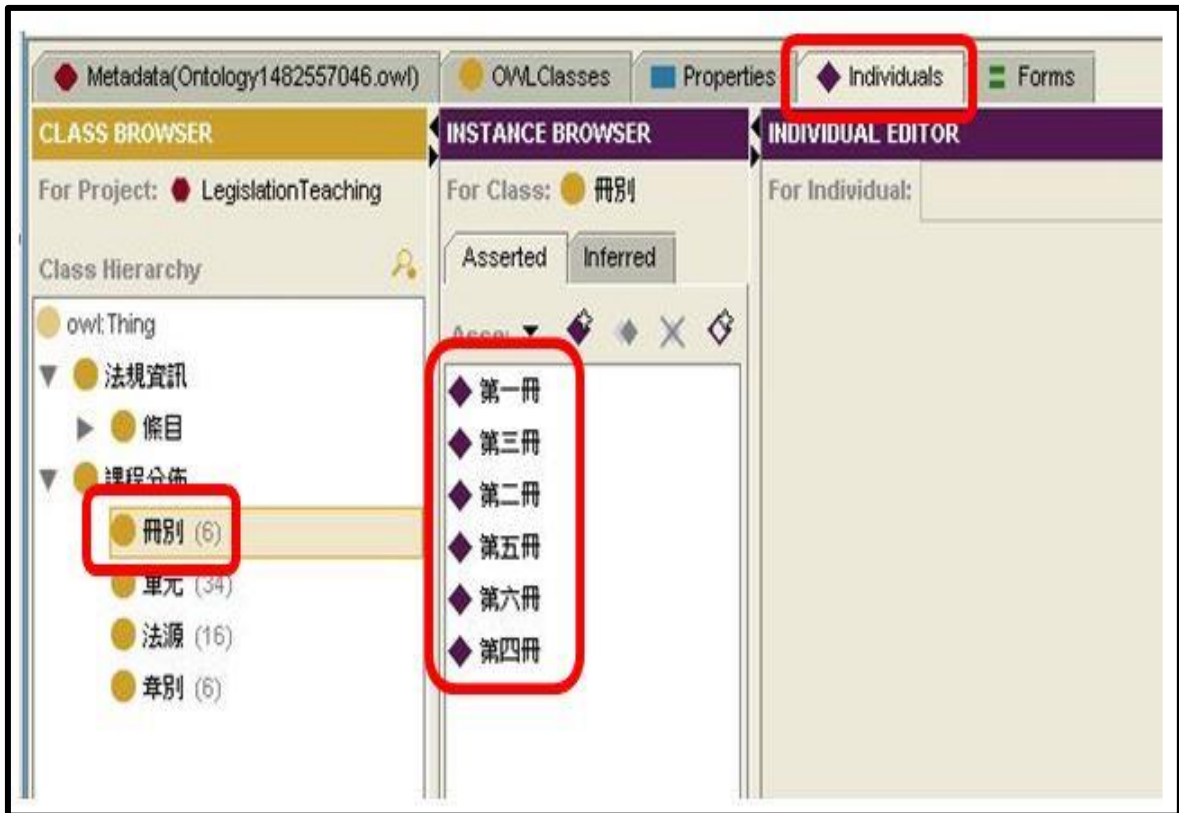 Metadata(Ontology1482557046.owl) OWLClasses Properties Individuals Forms
CLASS BROWSER
For Project: LegislationTeaching
Class Hierarchy
owl:Thing
法規資訊
條目
課程分佈
冊別 (6)
單元 (34)
法源 (16)
章別 (6)
INSTANCE BROWSER
For Class: 冊別
Asserted Inferred
第一冊
第三冊
第二冊
第五冊
第六冊
第四冊
INDIVIDUAL EDITOR
For Individual: